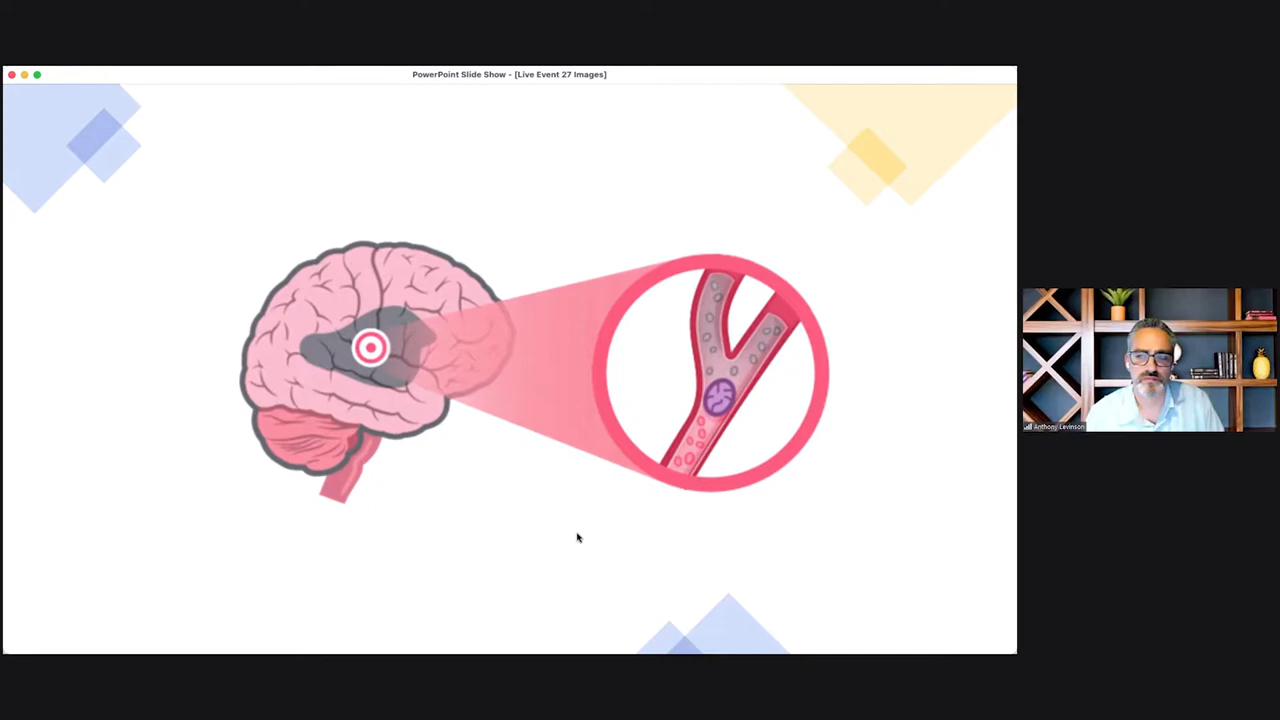 PowerPoint Slide Show - [Live Event 27 Images]
Anthony Levinson